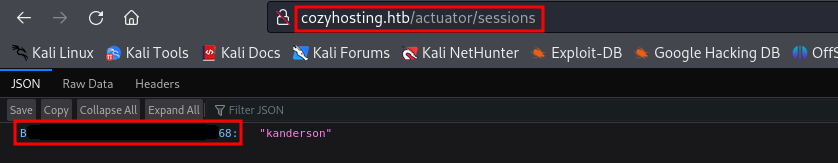 cozyhosting.htb/actuator/sessions
Kali Linux Kali Tools Kali Docs Kali Forums Kali NetHunter Exploit-DB Google Hacking DB OffS
JSON Raw Data Headers
Save Copy Collapse All Expand All Filter JSON
B 68: "kanderson"